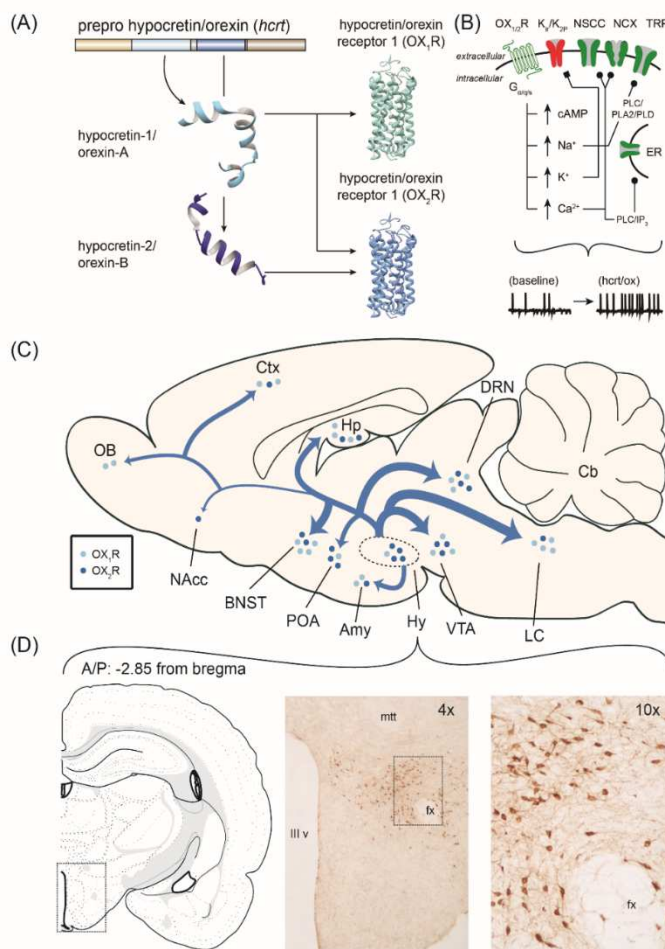 (A)
prepro hypocretin/orexin (hcrt)
hypocretin/orexin
receptor 1 (OX1R)
hypocretin-1/
orexin-A
hypocretin/orexin
receptor 1 (OX2R)
hypocretin-2/
orexin-B
(B)
OX1/2R Kir/K2P NSCC NCX TRP
extracellular
intracellular
Gα/q/s
cAMP
PLC/
PLA2/PLD
Na+
ER
K+
Ca2+
PLC/IP3
(baseline)
(hcrt/ox)
(C)
Ctx
DRN
Hp
OB
Cb
OX1R
OX2R
NAcc
BNST
POA
Amy
Hy
VTA
LC
(D)
A/P: -2.85 from bregma
mtt
4x
10x
fx
III v
fx